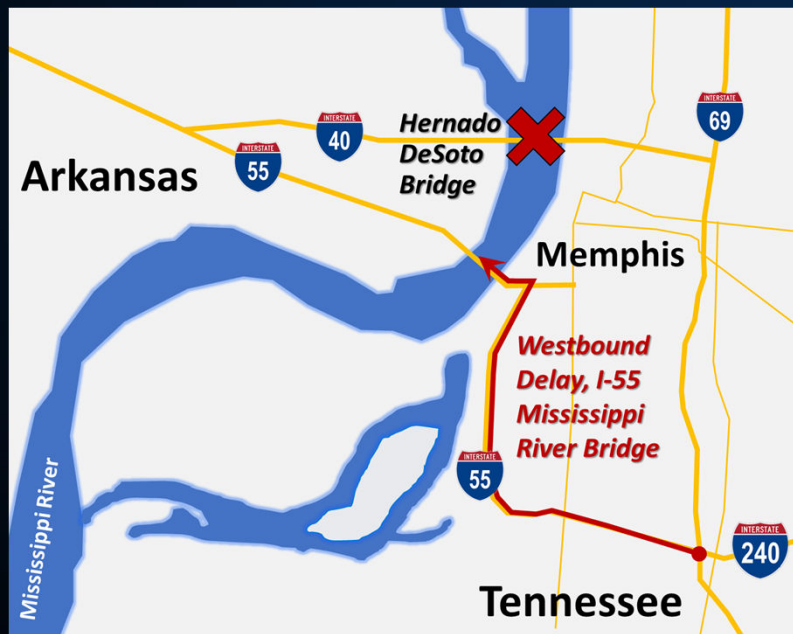 INTERSTATE
69
Hernado
DeSoto
Bridge
INTERSTATE
40
INTERSTATE
55
Arkansas
Memphis
Westbound
Delay, I-55
Mississippi
River Bridge
INTERSTATE
55
Mississippi River
INTERSTATE
240
Tennessee